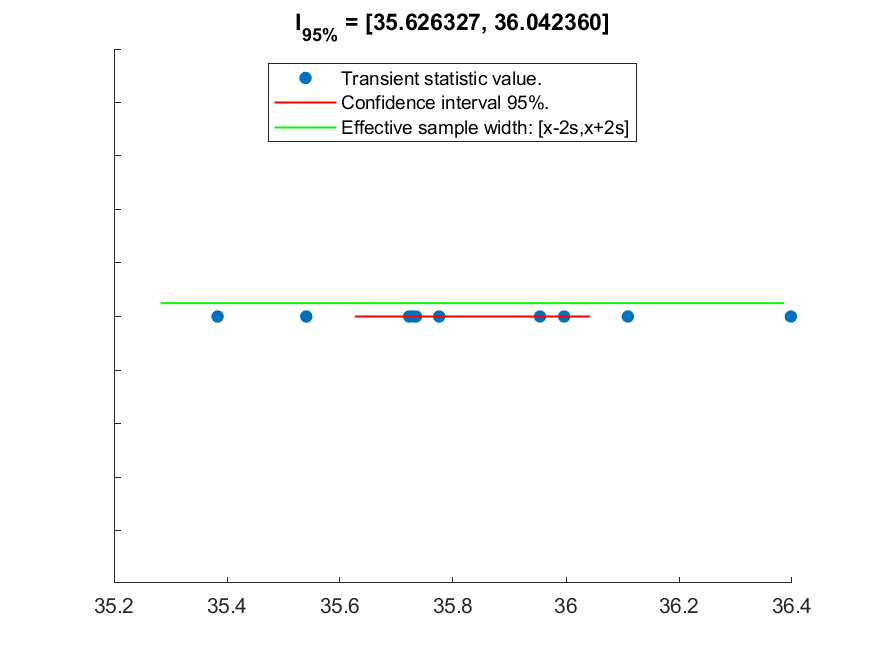 I95% = [35.626327, 36.042360]
Transient statistic value.
Confidence interval 95%.
Effective sample width: [x-2s,x+2s]
35.2 35.4 35.6 35.8 36 36.2 36.4